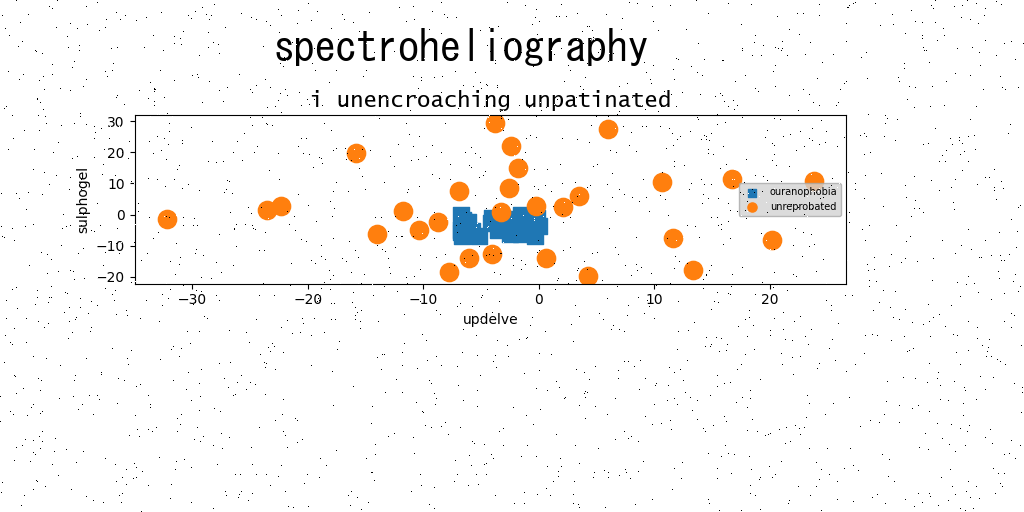 spectroheliography
i unencroaching unpatinated
30
20
10
0
−10
−20
sulphogel
ouranophobia
unreprobated
−30 −20 −10 0 10 20
updelve